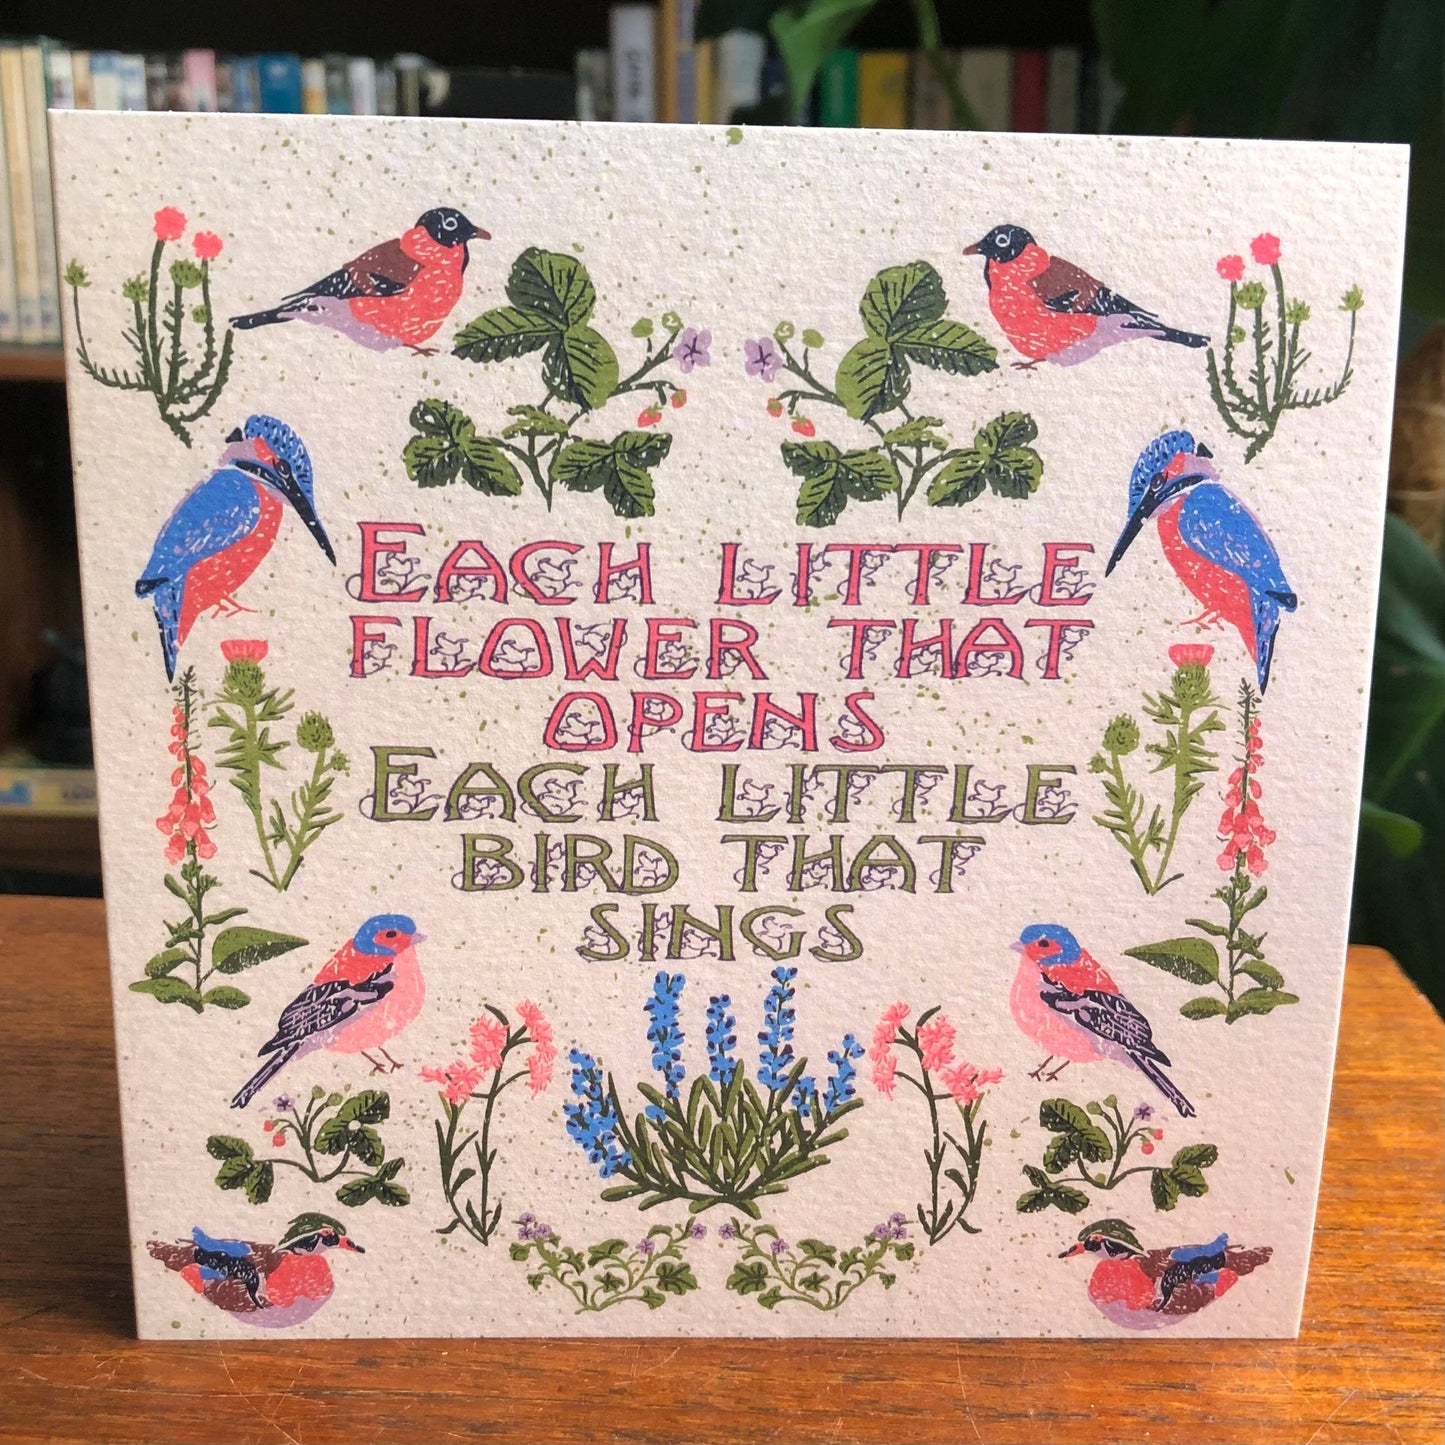 EACH LITTLE
FLOWER THAT
OPENS
EACH LITTLE
BIRD THAT
SINGS